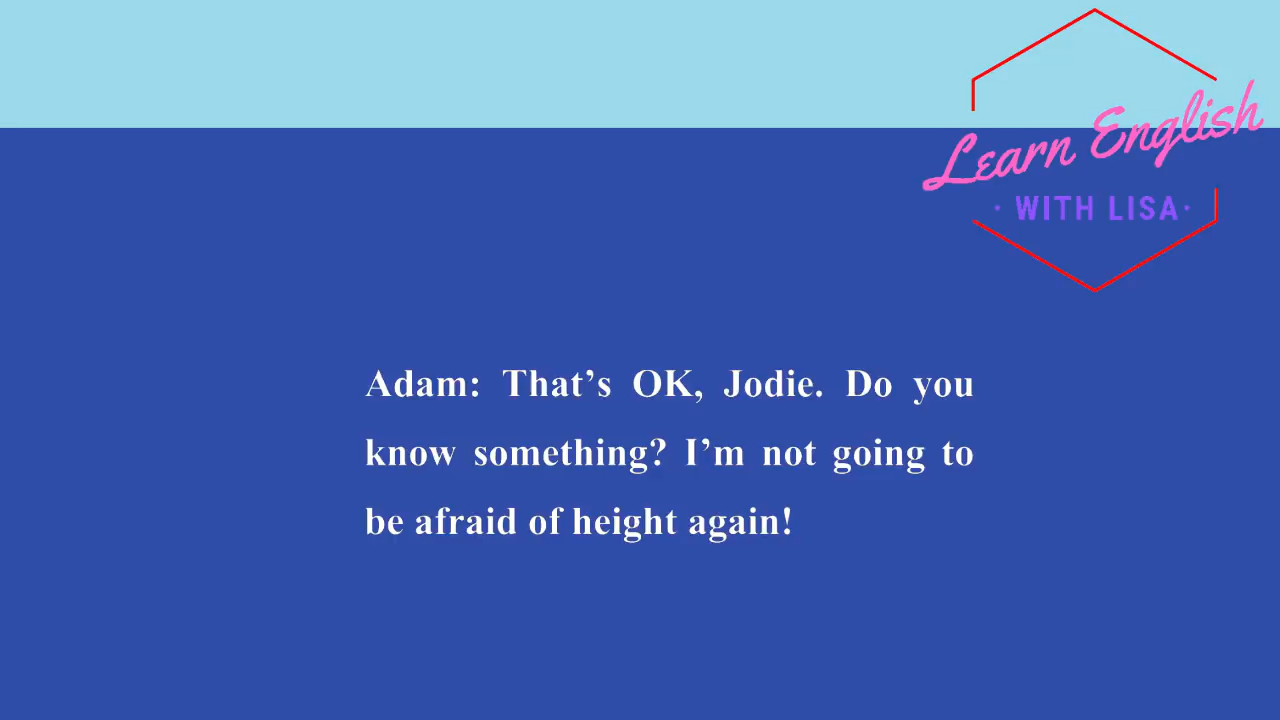 Learn English
· WITH LISA ·
Adam: That’s OK, Jodie. Do you
know something? I’m not going to
be afraid of height again!